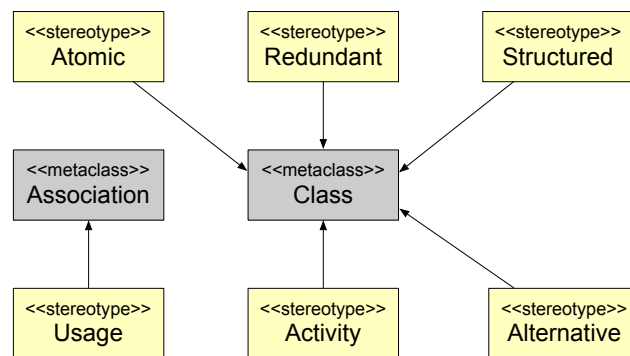 <<stereotype>>
Atomic
<<stereotype>>
Redundant
<<stereotype>>
Structured
<<metaclass>>
Association
<<metaclass>>
Class
<<stereotype>>
Usage
<<stereotype>>
Activity
<<stereotype>>
Alternative